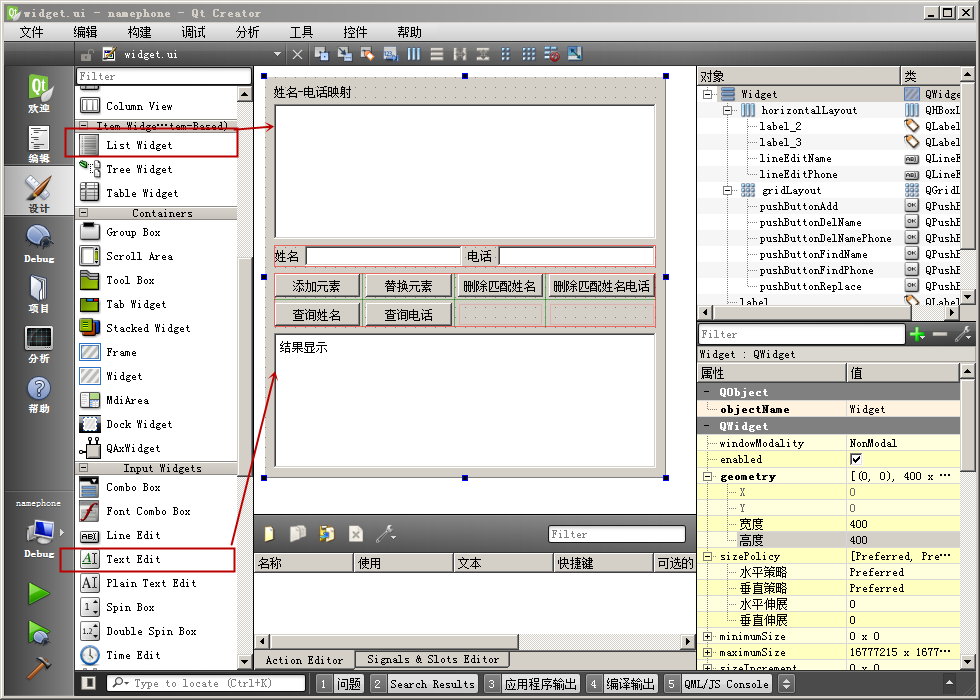 widget.ui - namephone - Qt Creator
文件 编辑 构建 调试 分析 工具 控件 帮助
widget.ui
欢迎
编辑
设计
Debug
项目
分析
帮助
namephone
Debug
Filter
Column View
Item Widge⋯tem-Based)
List Widget
Tree Widget
Table Widget
Containers
Group Box
Scroll Area
Tool Box
Tab Widget
Stacked Widget
Frame
Widget
MdiArea
Dock Widget
QAxWidget
Input Widgets
Combo Box
Font Combo Box
Line Edit
Text Edit
Plain Text Edit
Spin Box
Double Spin Box
Time Edit
姓名-电话映射
姓名 电话
添加元素 替换元素 删除匹配姓名 删除匹配姓名电话
查询姓名 查询电话
结果显示
Filter
名称 使用 文本 快捷键 可选的
Action Editor Signals & Slots Editor
对象 类
Widget QWidge
horizontalLayout QHBoxL
label_2 QLabel
label_3 QLabel
lineEditName QLineE
lineEditPhone QLineE
gridLayout QGridL
pushButtonAdd QPushB
pushButtonDelName QPushB
pushButtonDelNamePhone QPushB
pushButtonFindName QPushB
pushButtonFindPhone QPushB
pushButtonReplace QPushB
label QLabel
Filter
Widget : QWidget
属性 值
QObject
objectName Widget
QWidget
windowModality NonModal
enabled
geometry [(0, 0), 400 x ⋯
X 0
Y 0
宽度 400
高度 400
sizePolicy [Preferred, Pre⋯
水平策略 Preferred
垂直策略 Preferred
水平伸展 0
垂直伸展 0
minimumSize 0 x 0
maximumSize 16777215 x 1677⋯
sizeIncrement 0 x 0
Type to locate (Ctrl+K) 1 问题 2 Search Results 3 应用程序输出 4 编译输出 5 QML/JS Console